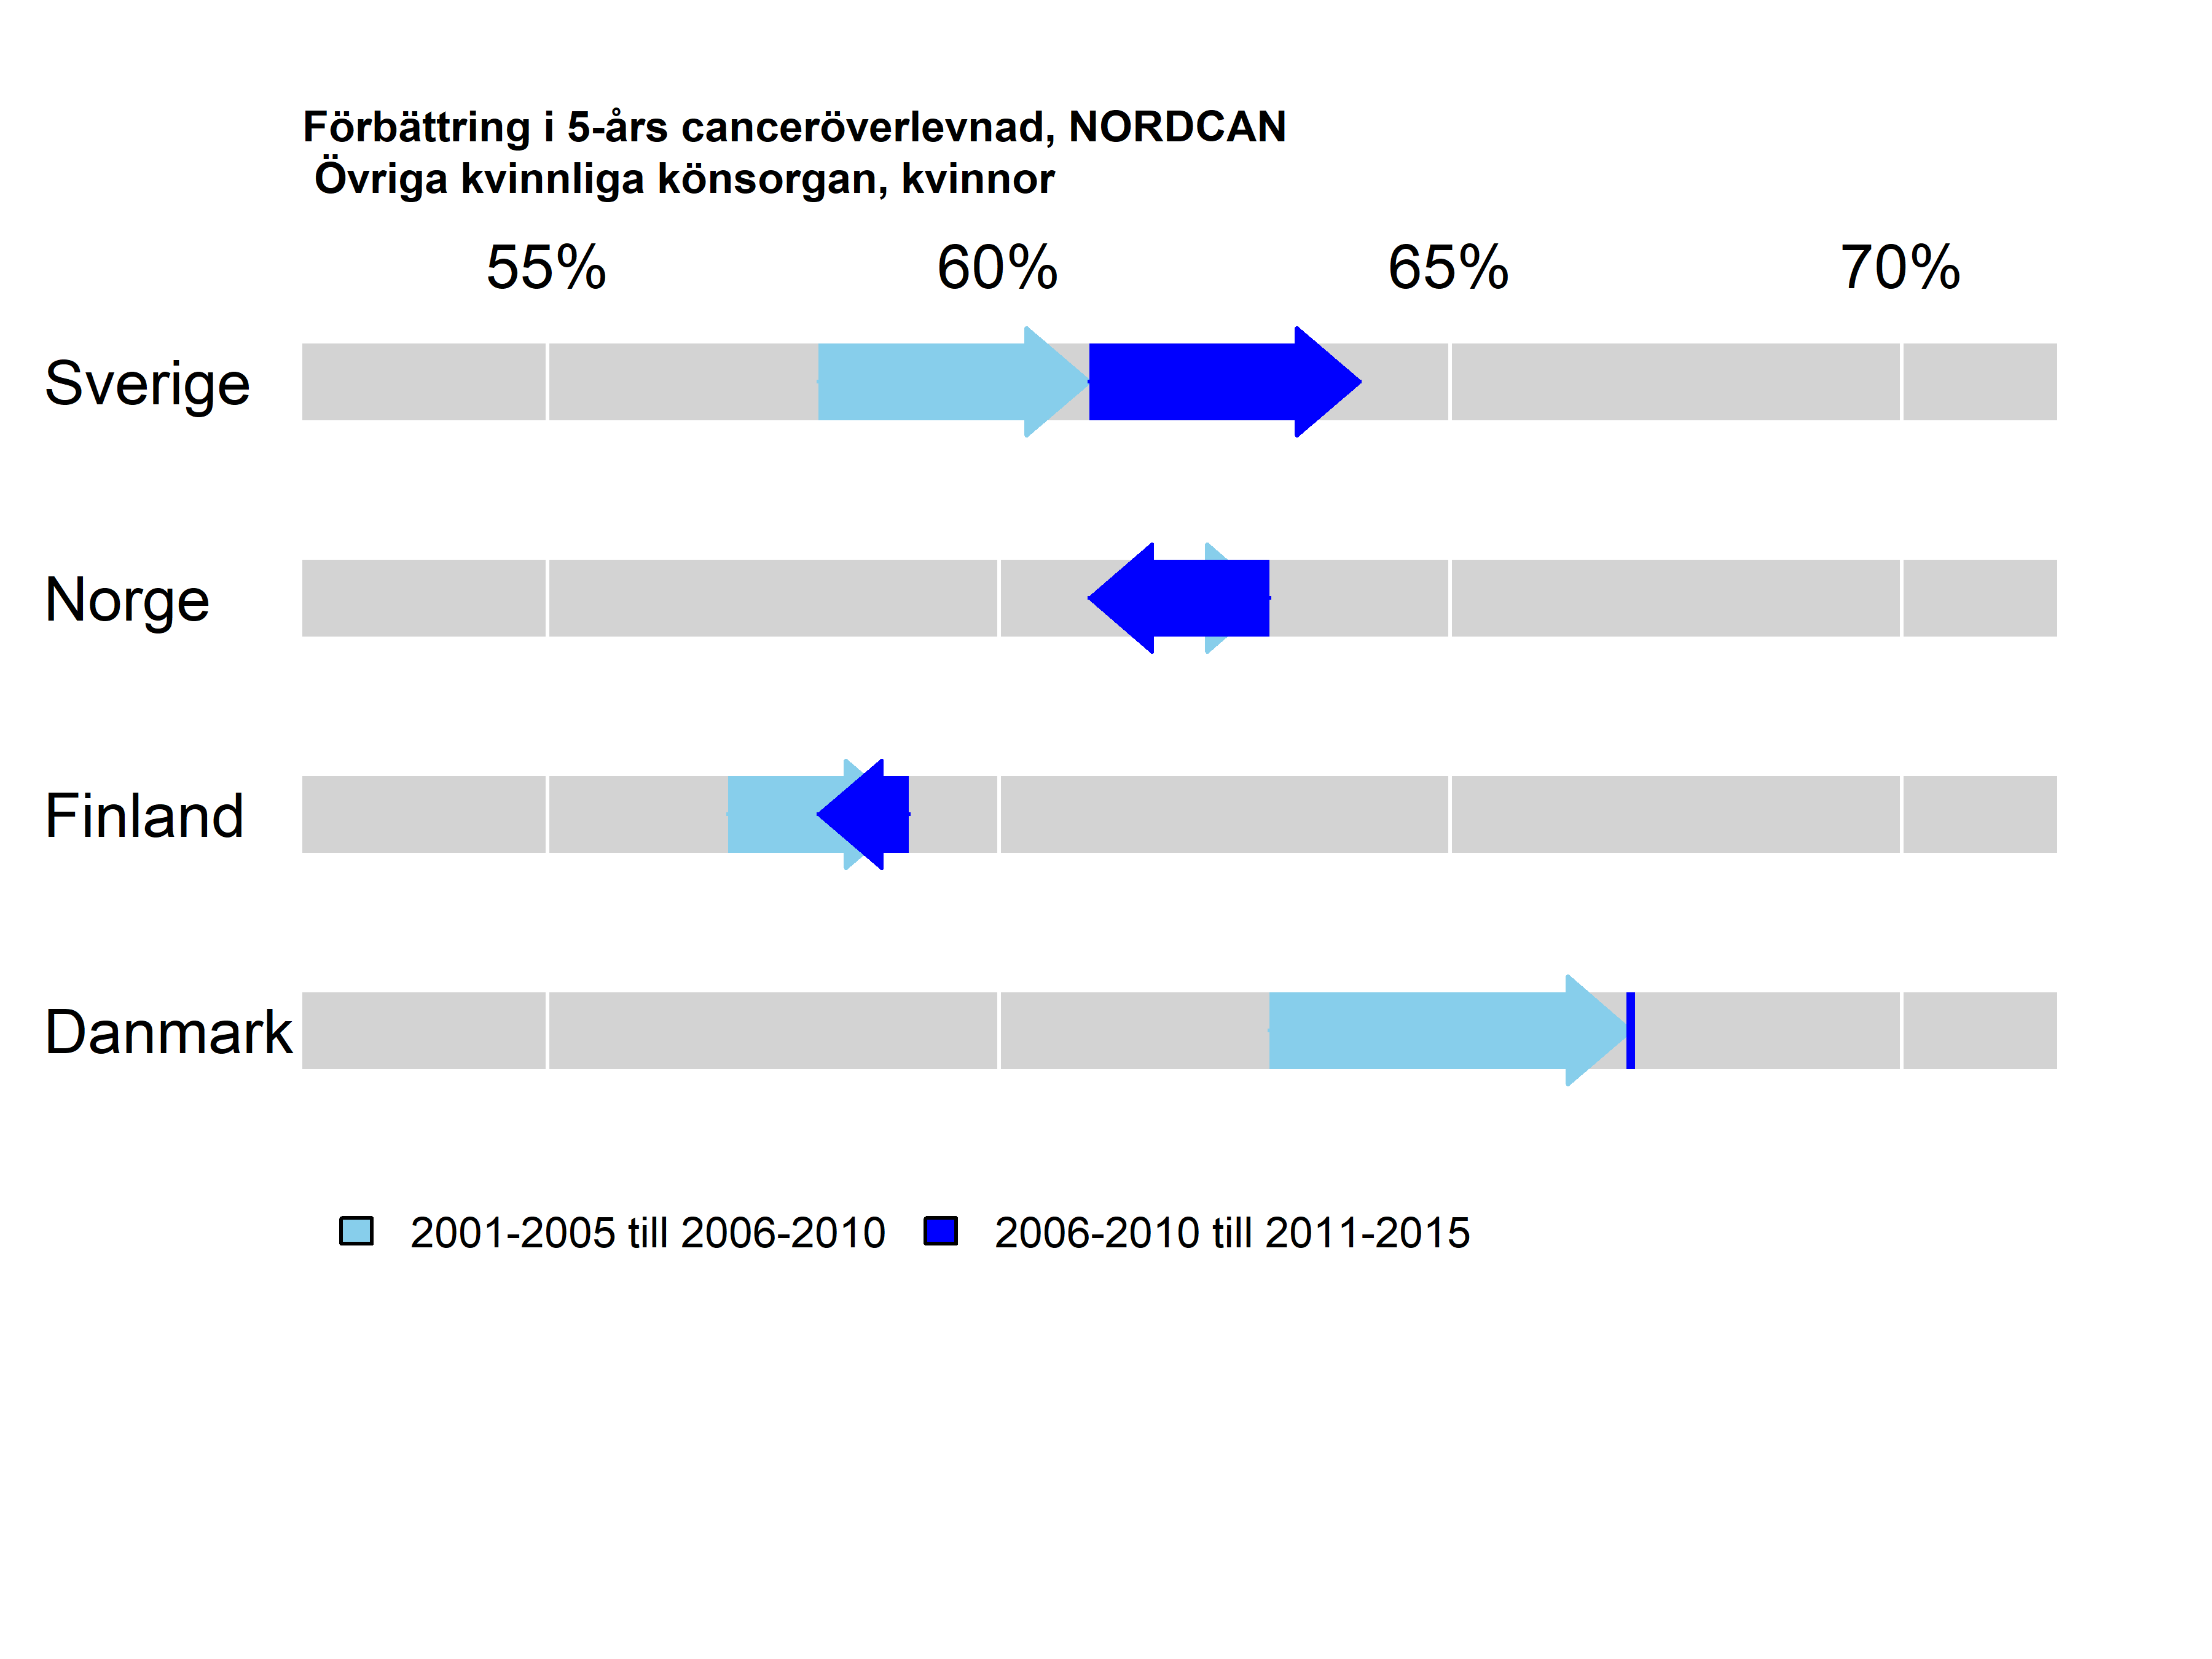 Förbättring i 5-års canceröverlevnad, NORDCAN
Övriga kvinnliga könsorgan, kvinnor
55% 60% 65% 70%
Sverige
Norge
Finland
Danmark
2001-2005 till 2006-2010 2006-2010 till 2011-2015